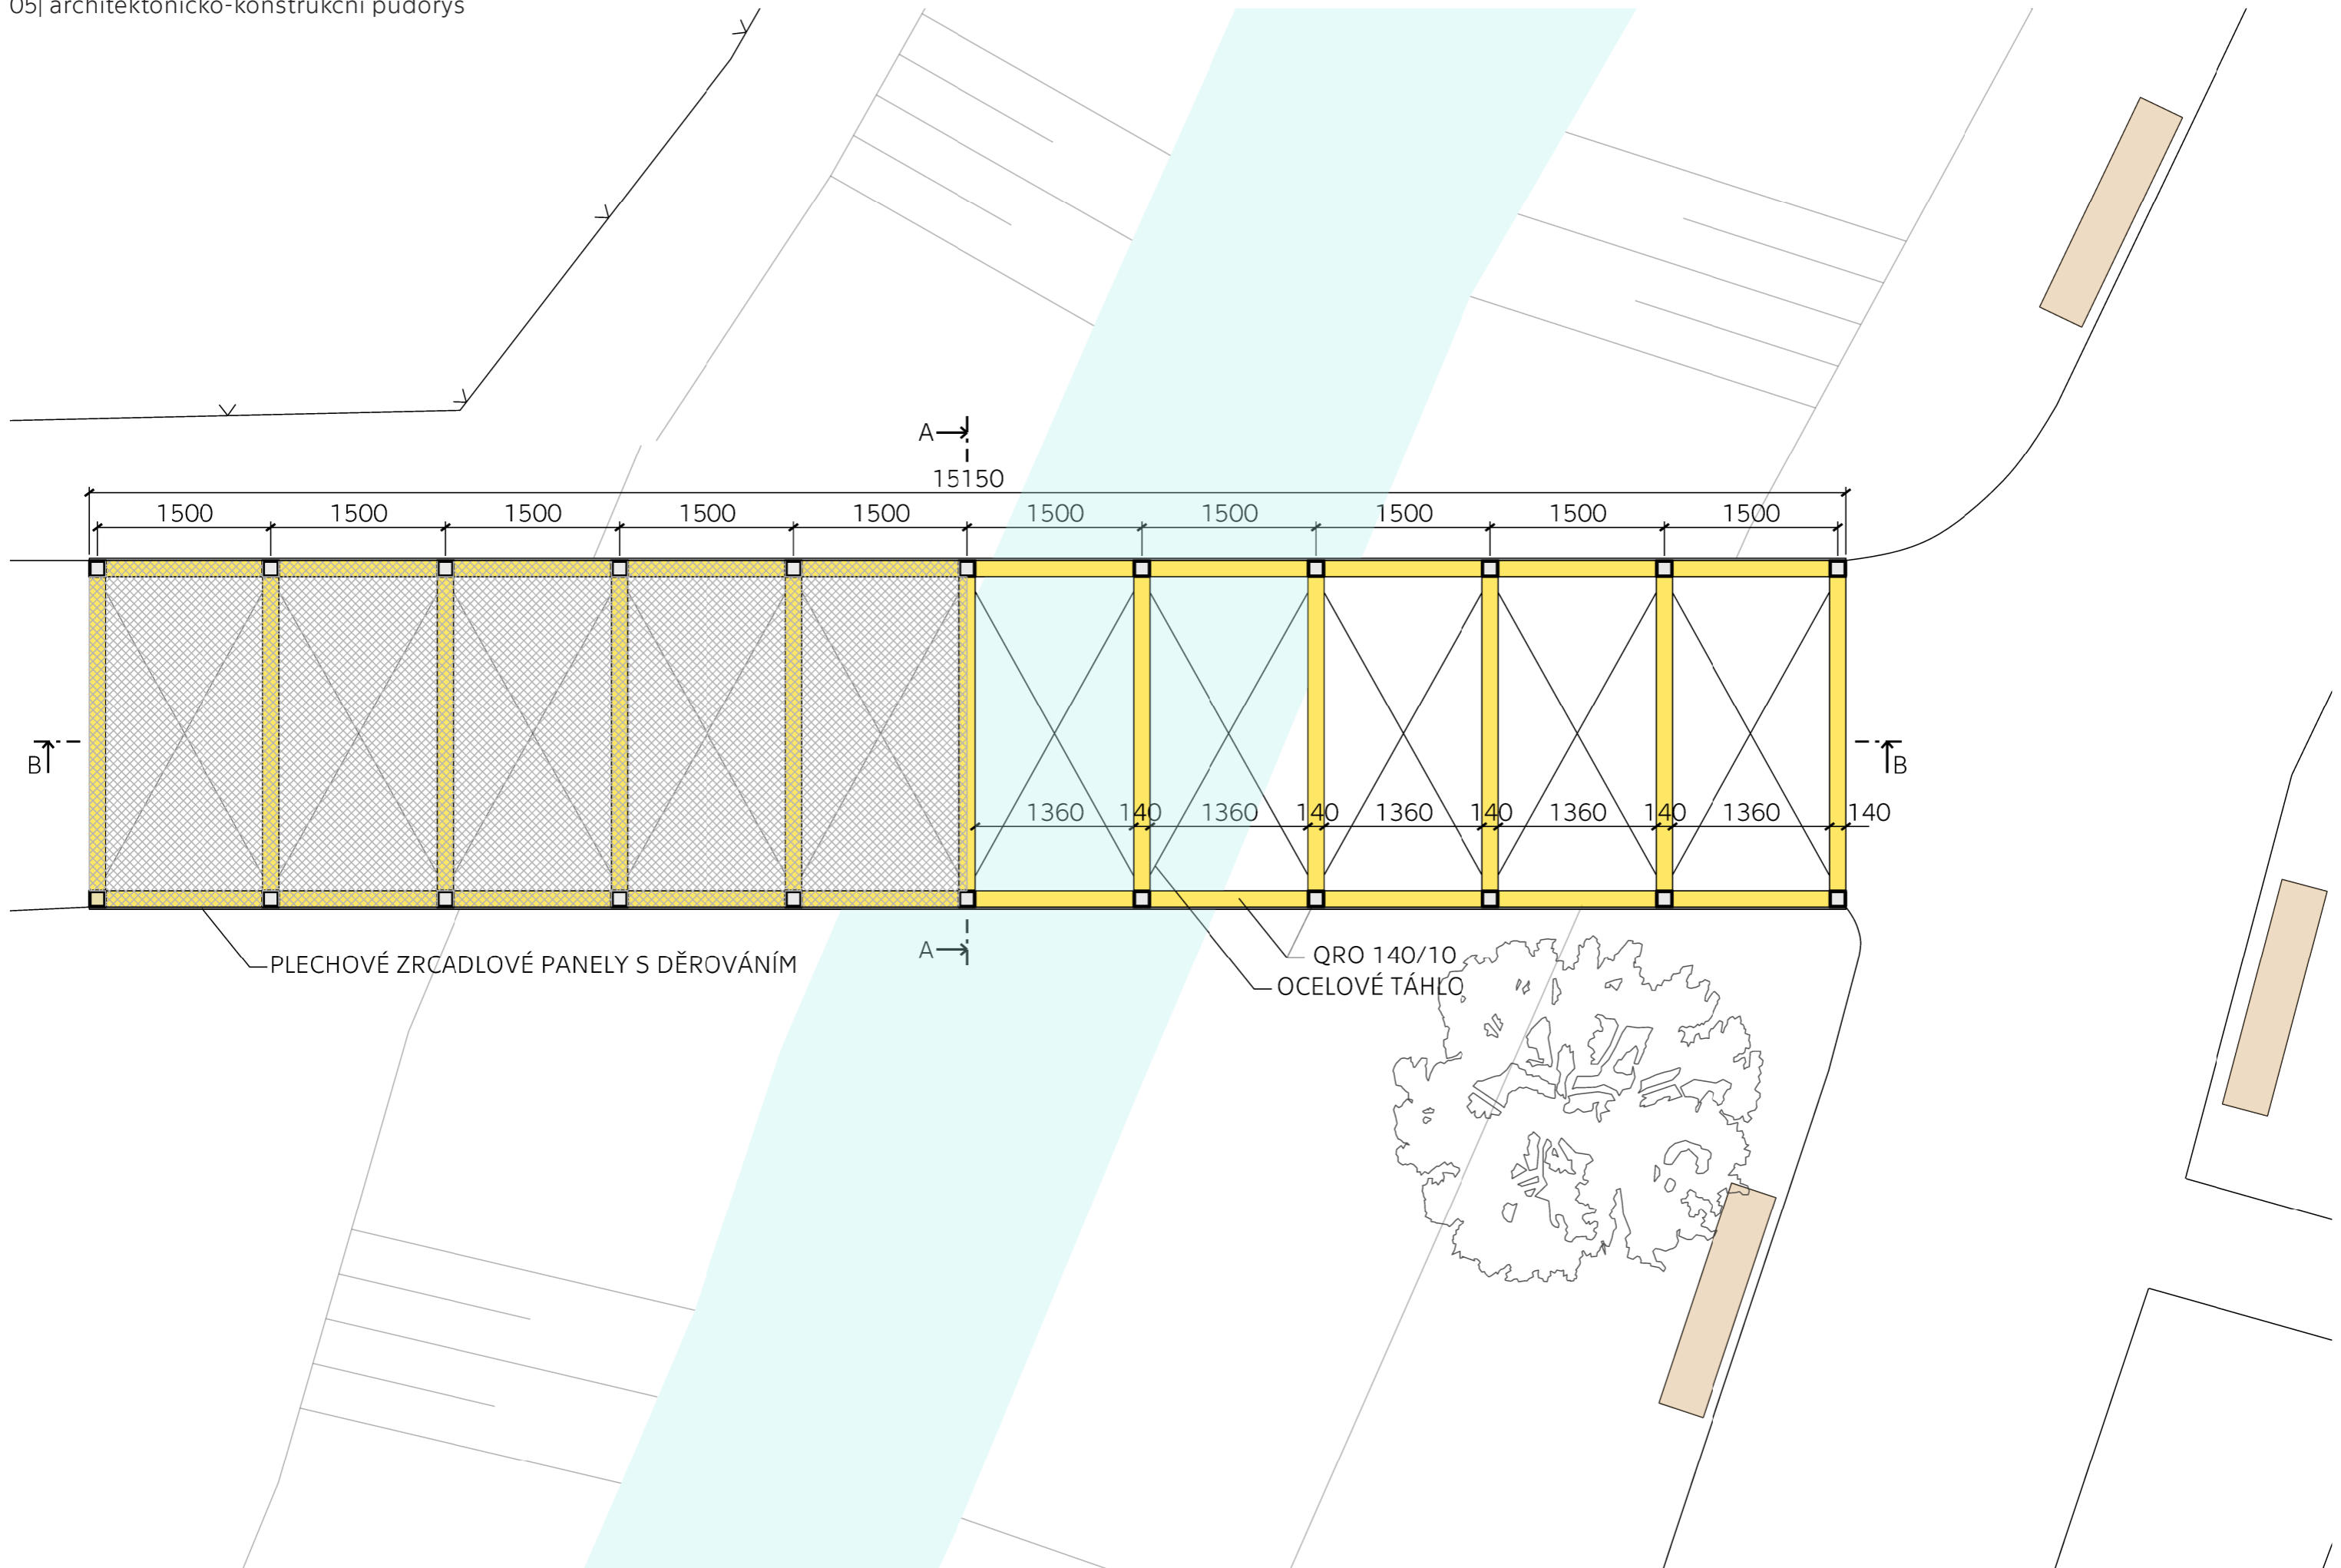 05| architektonicko-konstrukční půdorys
A
15150
1500 1500 1500 1500 1500 1500 1500 1500 1500 1500
B B
1360 140 1360 140 1360 140 1360 140 1360 140
A
PLECHOVÉ ZRCADLOVÉ PANELY S DĚROVÁNÍM
QRO 140/10
OCELOVÉ TÁHLO